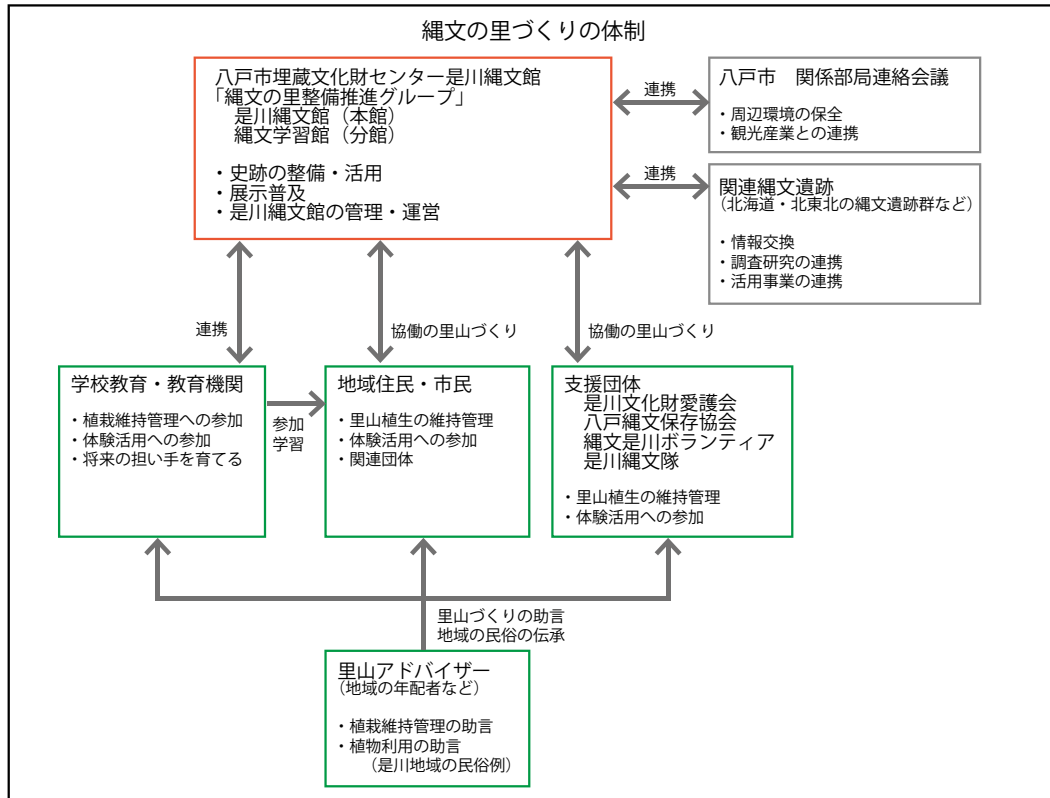 縄文の里づくりの体制
八戸市埋蔵文化財センター是川縄文館
「縄文の里整備推進グループ」
是川縄文館（本館）
縄文学習館（分館）
・史跡の整備・活用
・展示普及
・是川縄文館の管理・運営
連携
八戸市　関係部局連絡会議
・周辺環境の保全
・観光産業との連携
連携
関連縄文遺跡
（北海道・北東北の縄文遺跡群など）
・情報交換
・調査研究の連携
・活用事業の連携
連携
協働の里山づくり
協働の里山づくり
学校教育・教育機関
・植栽維持管理への参加
・体験活用への参加
・将来の担い手を育てる
参加
学習
地域住民・市民
・里山植生の維持管理
・体験活用への参加
・関連団体
支援団体
是川文化財愛護会
八戸縄文保存協会
縄文是川ボランティア
是川縄文隊
・里山植生の維持管理
・体験活用への参加
里山づくりの助言
地域の民俗の伝承
里山アドバイザー
（地域の年配者など）
・植栽維持管理の助言
・植物利用の助言
（是川地域の民俗例）